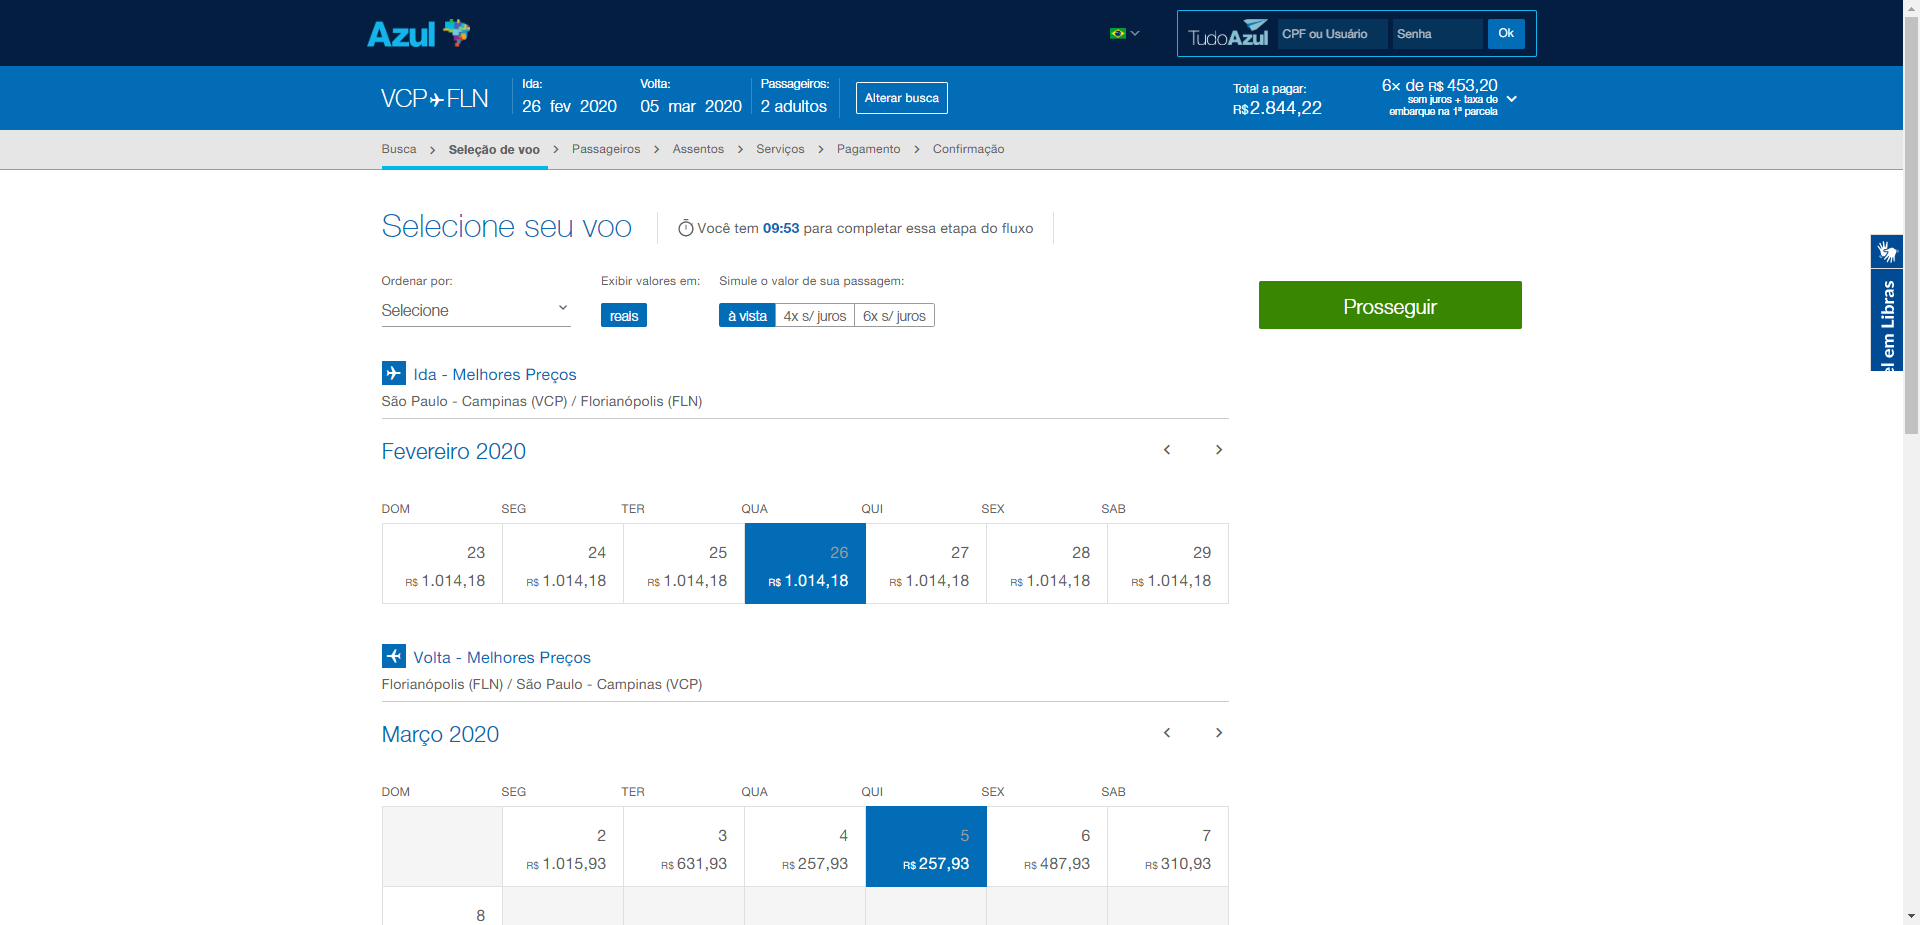 Azul
TudoAzul CPF ou Usuário Senha Ok
VCP FLN
Ida:
26 fev 2020
Volta:
05 mar 2020
Passageiros:
2 adultos
Alterar busca
Total a pagar:
R$2.844,22
6x de R$ 453,20
sem juros + taxa de
embarque na 1ª parcela
Busca > Seleção de voo > Passageiros > Assentos > Serviços > Pagamento > Confirmação
Selecione seu voo
Você tem 09:53 para completar essa etapa do fluxo
Ordenar por:
Selecione
Exibir valores em:
reais
Simule o valor de sua passagem:
à vista 4x s/ juros 6x s/ juros
Prosseguir
el em Libras
Ida - Melhores Preços
São Paulo - Campinas (VCP) / Florianópolis (FLN)
Fevereiro 2020
DOM SEG TER QUA QUI SEX SAB
23 24 25 26 27 28 29
R$ 1.014,18 R$ 1.014,18 R$ 1.014,18 R$ 1.014,18 R$ 1.014,18 R$ 1.014,18 R$ 1.014,18
Volta - Melhores Preços
Florianópolis (FLN) / São Paulo - Campinas (VCP)
Março 2020
DOM SEG TER QUA QUI SEX SAB
2 3 4 5 6 7
R$ 1.015,93 R$ 631,93 R$ 257,93 R$ 257,93 R$ 487,93 R$ 310,93
8